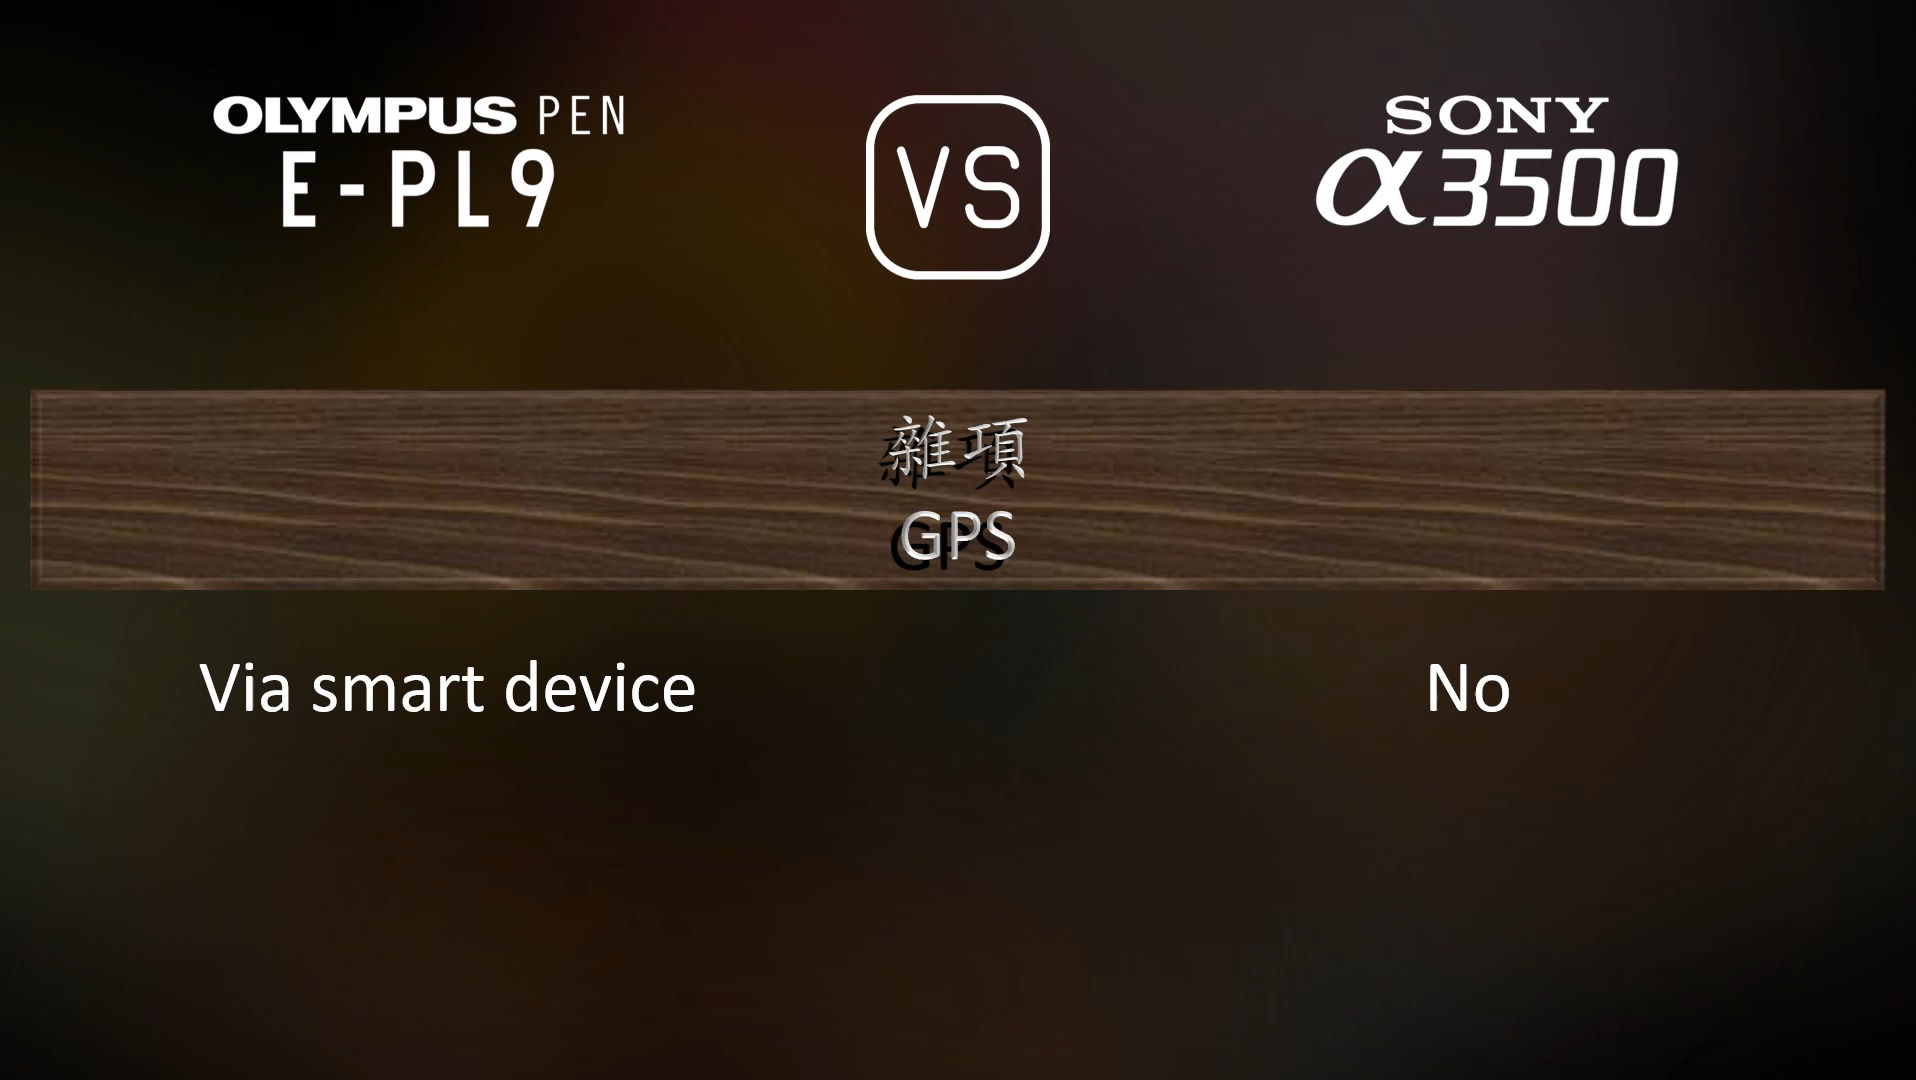 OLYMPUS PEN
E-PL9
VS
SONY
α3500
雜項
GPS
Via smart device
No